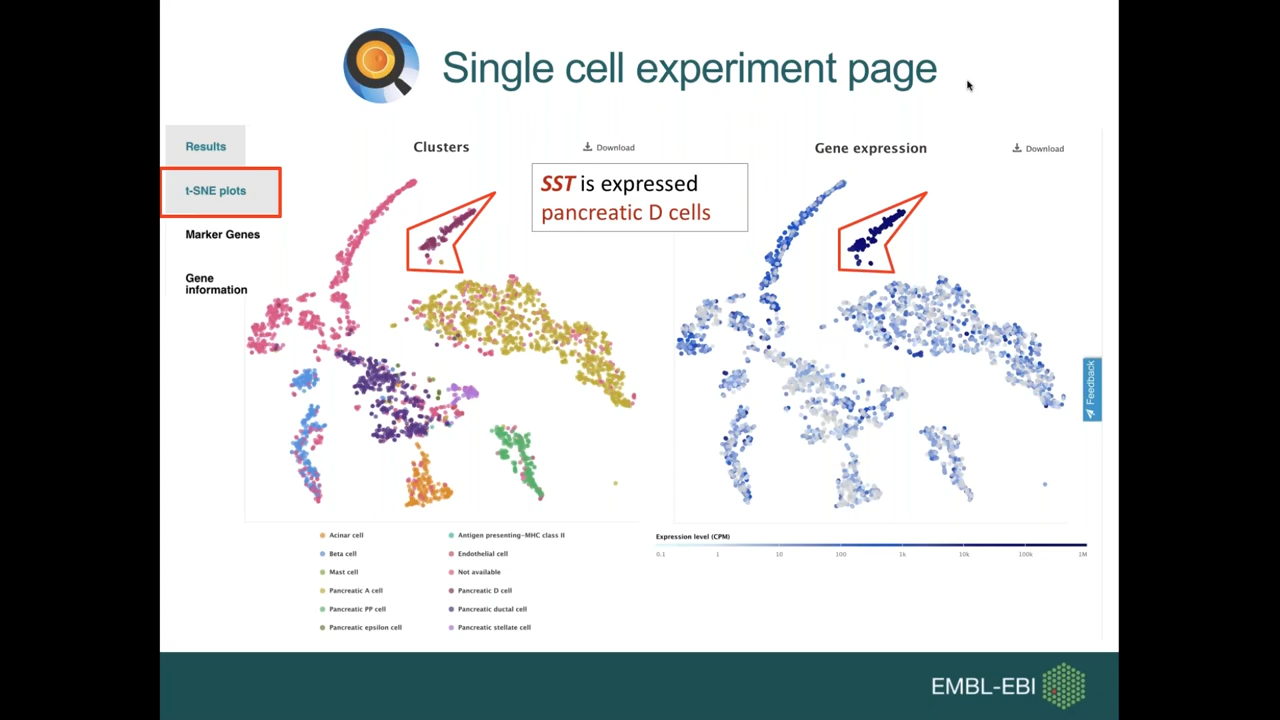 Single cell experiment page
Results
t-SNE plots
Marker Genes
Gene
information
Clusters
Download
SST is expressed
pancreatic D cells
Gene expression
Download
Feedback
Acinar cell
Beta cell
Mast cell
Pancreatic A cell
Pancreatic PP cell
Pancreatic epsilon cell
Antigen presenting-MHC class II
Endothelial cell
Not available
Pancreatic D cell
Pancreatic ductal cell
Pancreatic stellate cell
Expression level (CPM)
0.1 1 10 100 1k 10k 100k 1M
EMBL-EBI